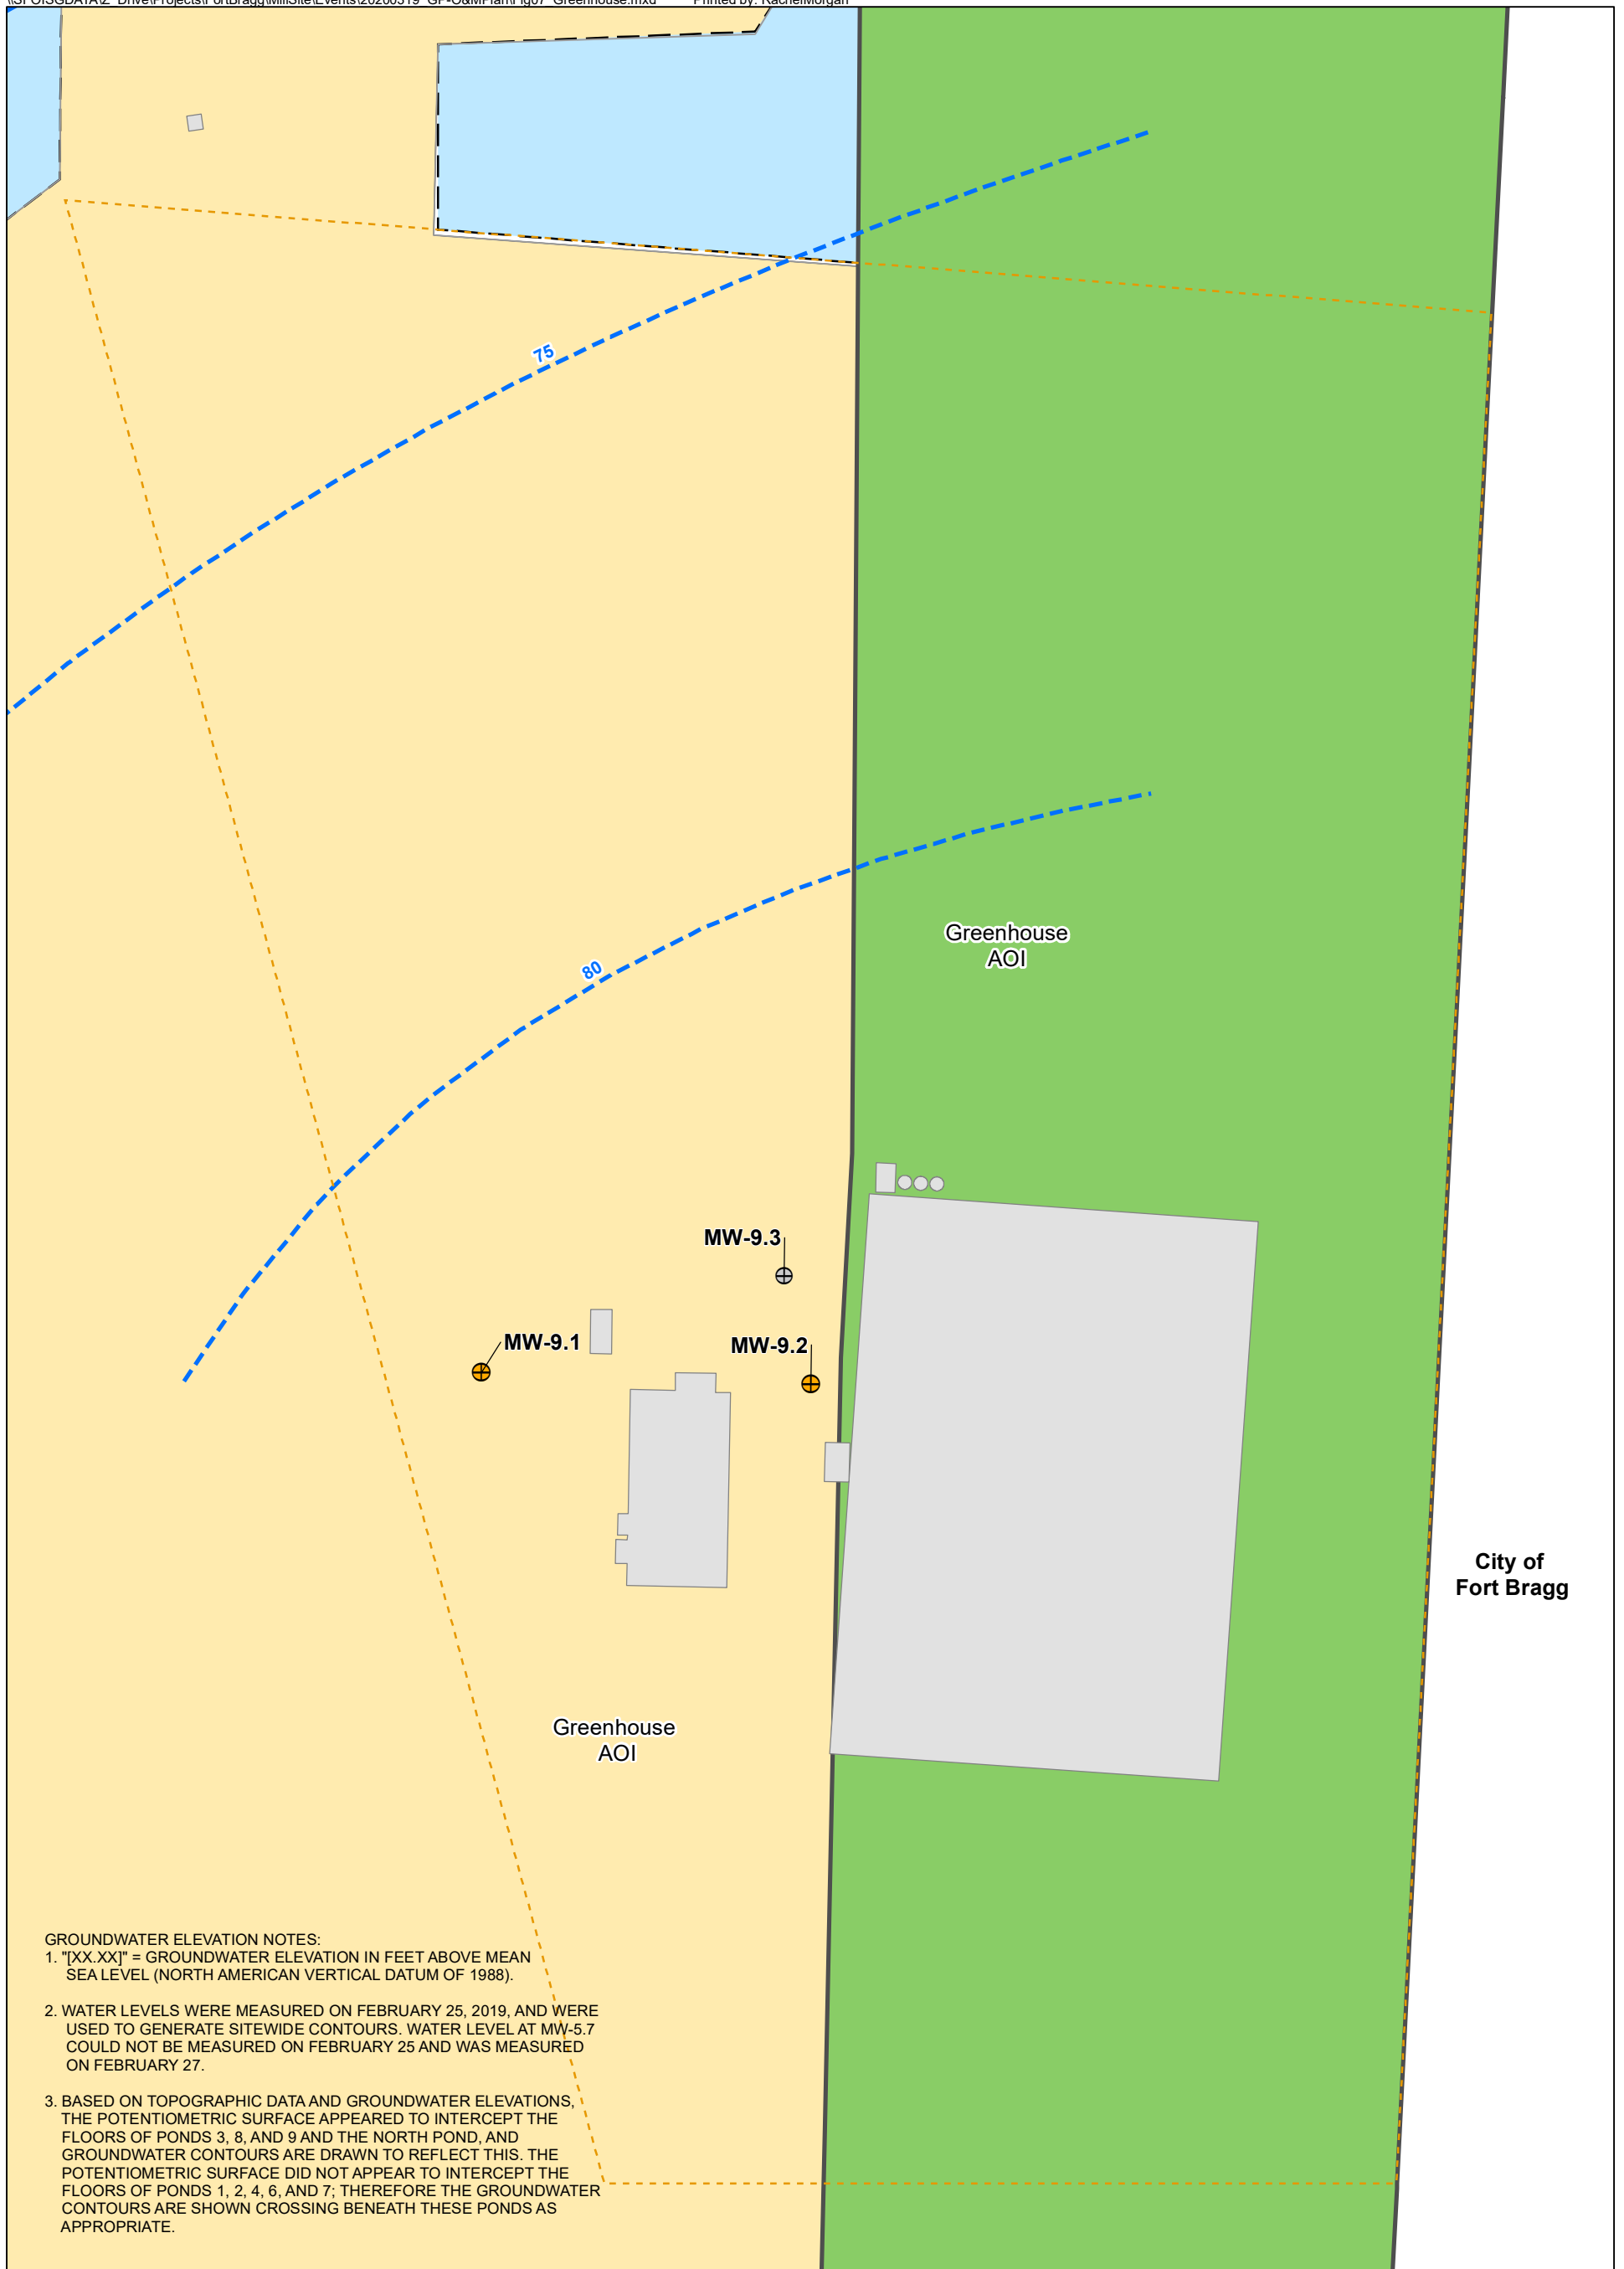 Printed by: RachelMorgan
75
80
Greenhouse
AOI
MW-9.3
MW-9.1
MW-9.2
City of
Fort Bragg
Greenhouse
AOI
GROUNDWATER ELEVATION NOTES:
1. "[XX.XX]" = GROUNDWATER ELEVATION IN FEET ABOVE MEAN
SEA LEVEL (NORTH AMERICAN VERTICAL DATUM OF 1988).
2. WATER LEVELS WERE MEASURED ON FEBRUARY 25, 2019, AND WERE
USED TO GENERATE SITEWIDE CONTOURS. WATER LEVEL AT MW-5.7
COULD NOT BE MEASURED ON FEBRUARY 25 AND WAS MEASURED
ON FEBRUARY 27.
3. BASED ON TOPOGRAPHIC DATA AND GROUNDWATER ELEVATIONS,
THE POTENTIOMETRIC SURFACE APPEARED TO INTERCEPT THE
FLOORS OF PONDS 3, 8, AND 9 AND THE NORTH POND, AND
GROUNDWATER CONTOURS ARE DRAWN TO REFLECT THIS. THE
POTENTIOMETRIC SURFACE DID NOT APPEAR TO INTERCEPT THE
FLOORS OF PONDS 1, 2, 4, 6, AND 7; THEREFORE THE GROUNDWATER
CONTOURS ARE SHOWN CROSSING BENEATH THESE PONDS AS
APPROPRIATE.